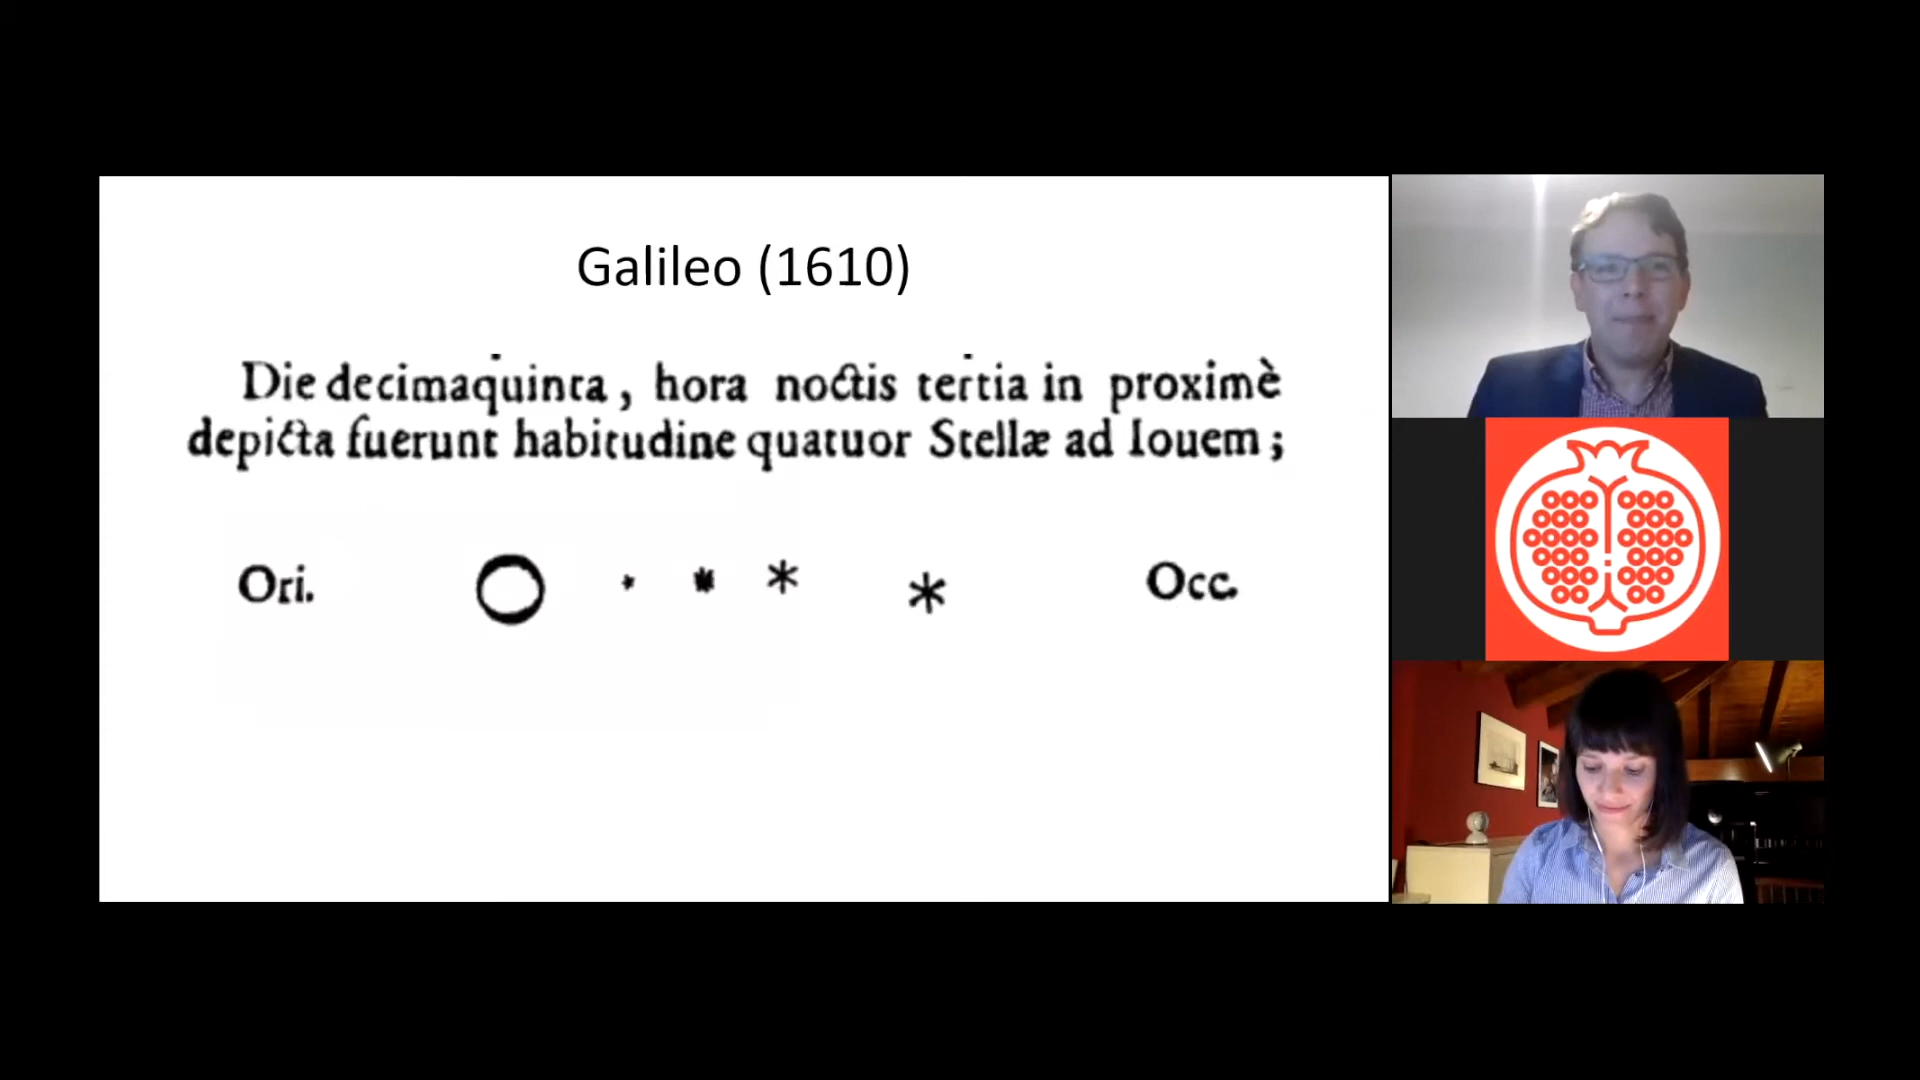 Galileo (1610)
Die decimaquinta, hora noctis tertia in proximè
depicta fuerunt habitudine quatuor Stellæ ad Iouem;
Ori. Occ.